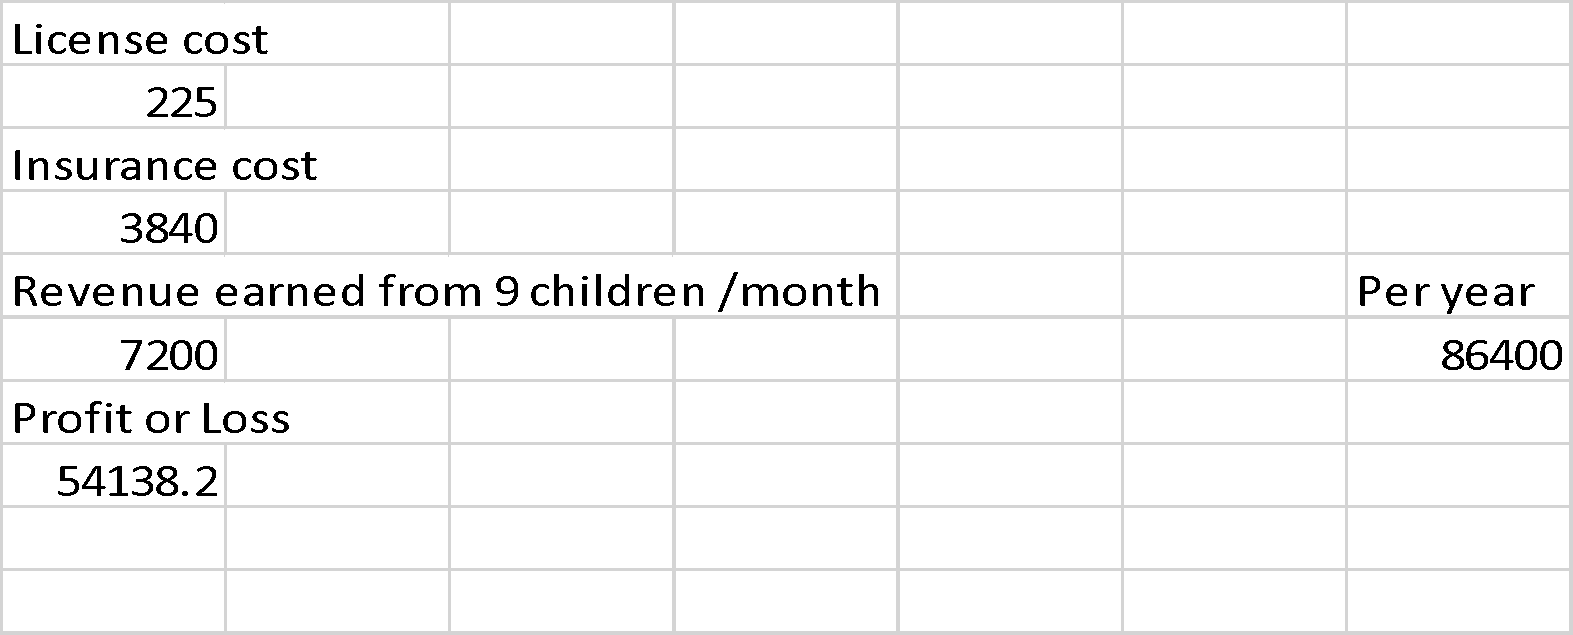 License cost
225
Insurance cost
3840
Revenue earned from 9 children /month Per year
7200 86400
Profit or Loss
54138.2